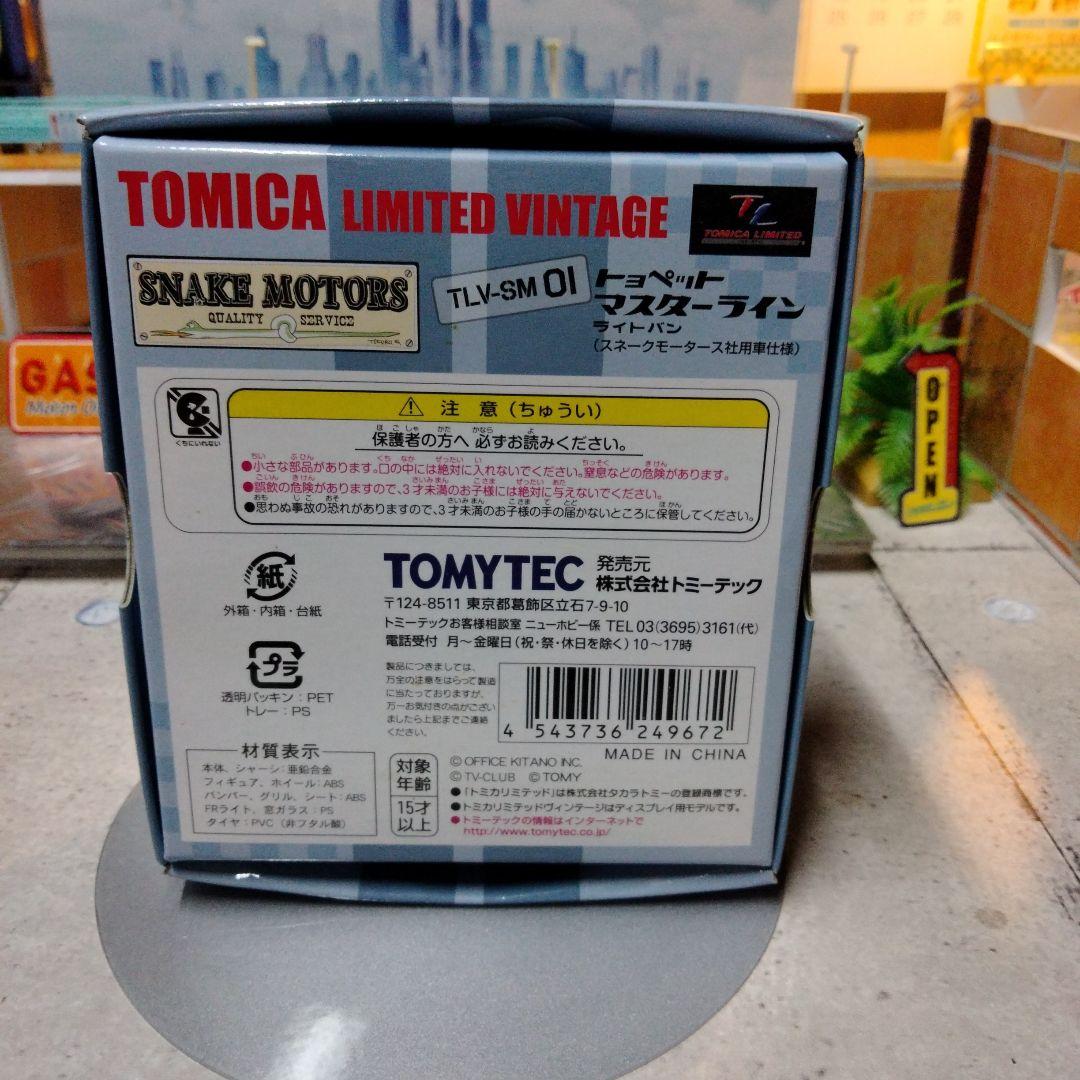 TOMICA LIMITED VINTAGE
TL
TOMICA LIMITED
SNAKE MOTORS
QUALITY SERVICE
TLV-SM 01
トヨペット
マスターライン
ライトバン
(スネークモータース社用車仕様)
くちにいれない
⚠ 注 意(ちゅうい)
保護者の方へ 必ずお読みください。
●小さな部品があります。口の中には絶対に入れないでください。窒息などの危険があります。
●誤飲の危険がありますので、3才未満のお子様には絶対に与えないでください。
●思わぬ事故の恐れがありますので、3才未満のお子様の手の届かないところに保管してください。
紙
外箱・内箱・台紙
プラ
透明パッキン:PET
トレー:PS
TOMYTEC 発売元 株式会社トミーテック
〒124-8511 東京都葛飾区立石7-9-10
トミーテックお客様相談室 ニューホビー係 TEL 03(3695)3161(代)
電話受付 月~金曜日(祝・祭・休日を除く)10~17時
製品につきましては、
万全の注意をはらって製造
に当たっておりますが、
万一お気付きの点がござい
ましたら上記までご連絡
ください。
4 543736 249672
MADE IN CHINA
材質表示
本体、シャーシ:亜鉛合金
フィギュア、ホイール:ABS
バンパー、グリル、シート:ABS
FRライト、窓ガラス:PS
タイヤ:PVC(非フタル酸)
対象
年齢
15才
以上
©OFFICE KITANO INC.
©TV-CLUB ©TOMY
●「トミカリミテッド」は株式会社タカラトミーの登録商標です。
●トミカリミテッドヴィンテージはディスプレイ用モデルです。
●トミーテックの情報はインターネットで
http://www.tomytec.co.jp/
GAS
OPEN